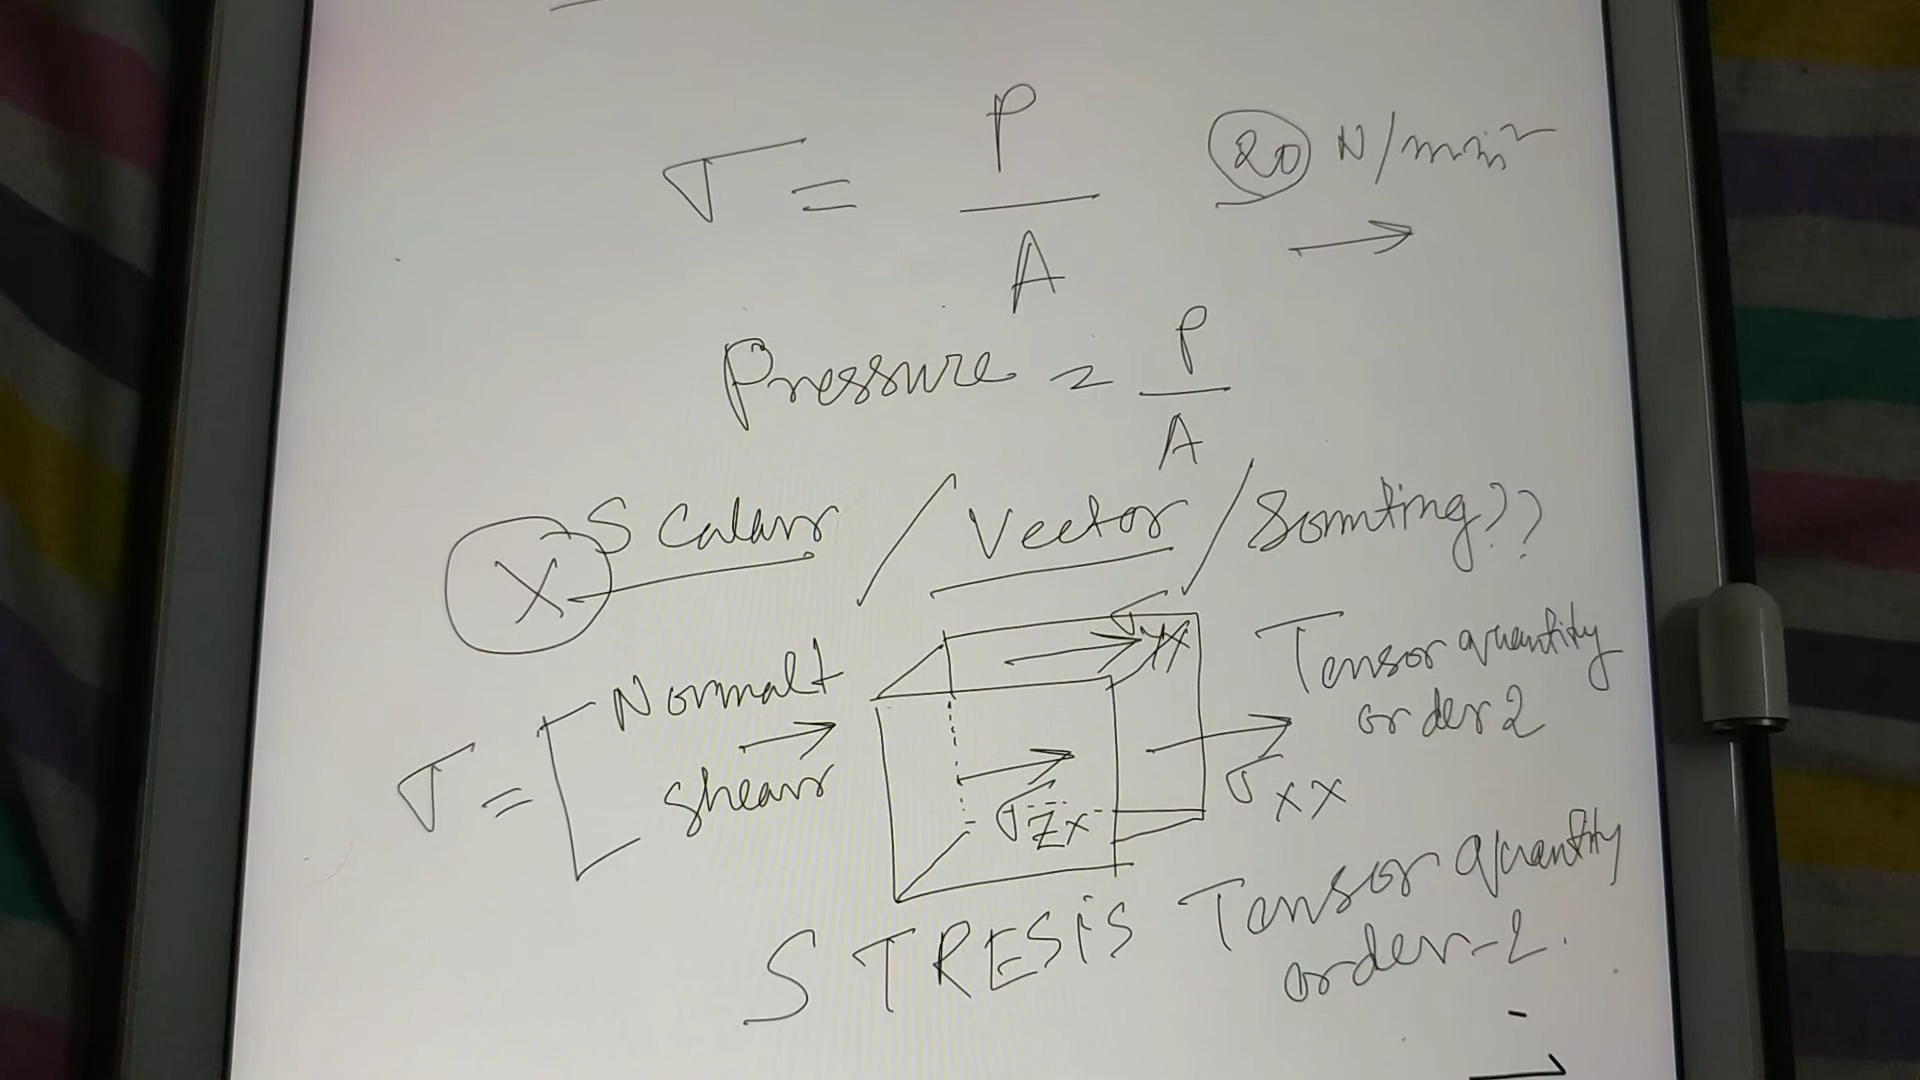 σ = P/A 20 N/mm²
Pressure = P/A
X Scalar / Vector / Somting??
σ = [ Normal +
shear
σyx
σzx
σxx
Tensor quantity
order 2
STRESIS Tensor quantity
order-2.